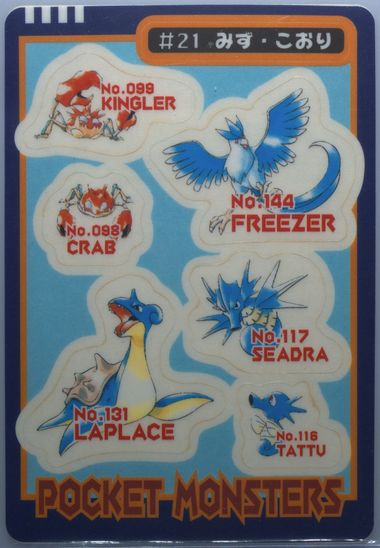 #21 みず・こおり
No.099
KINGLER
No.144
FREEZER
No.098
CRAB
No.117
SEADRA
No.131
LAPLACE
No.116
TATTU
POCKET MONSTERS